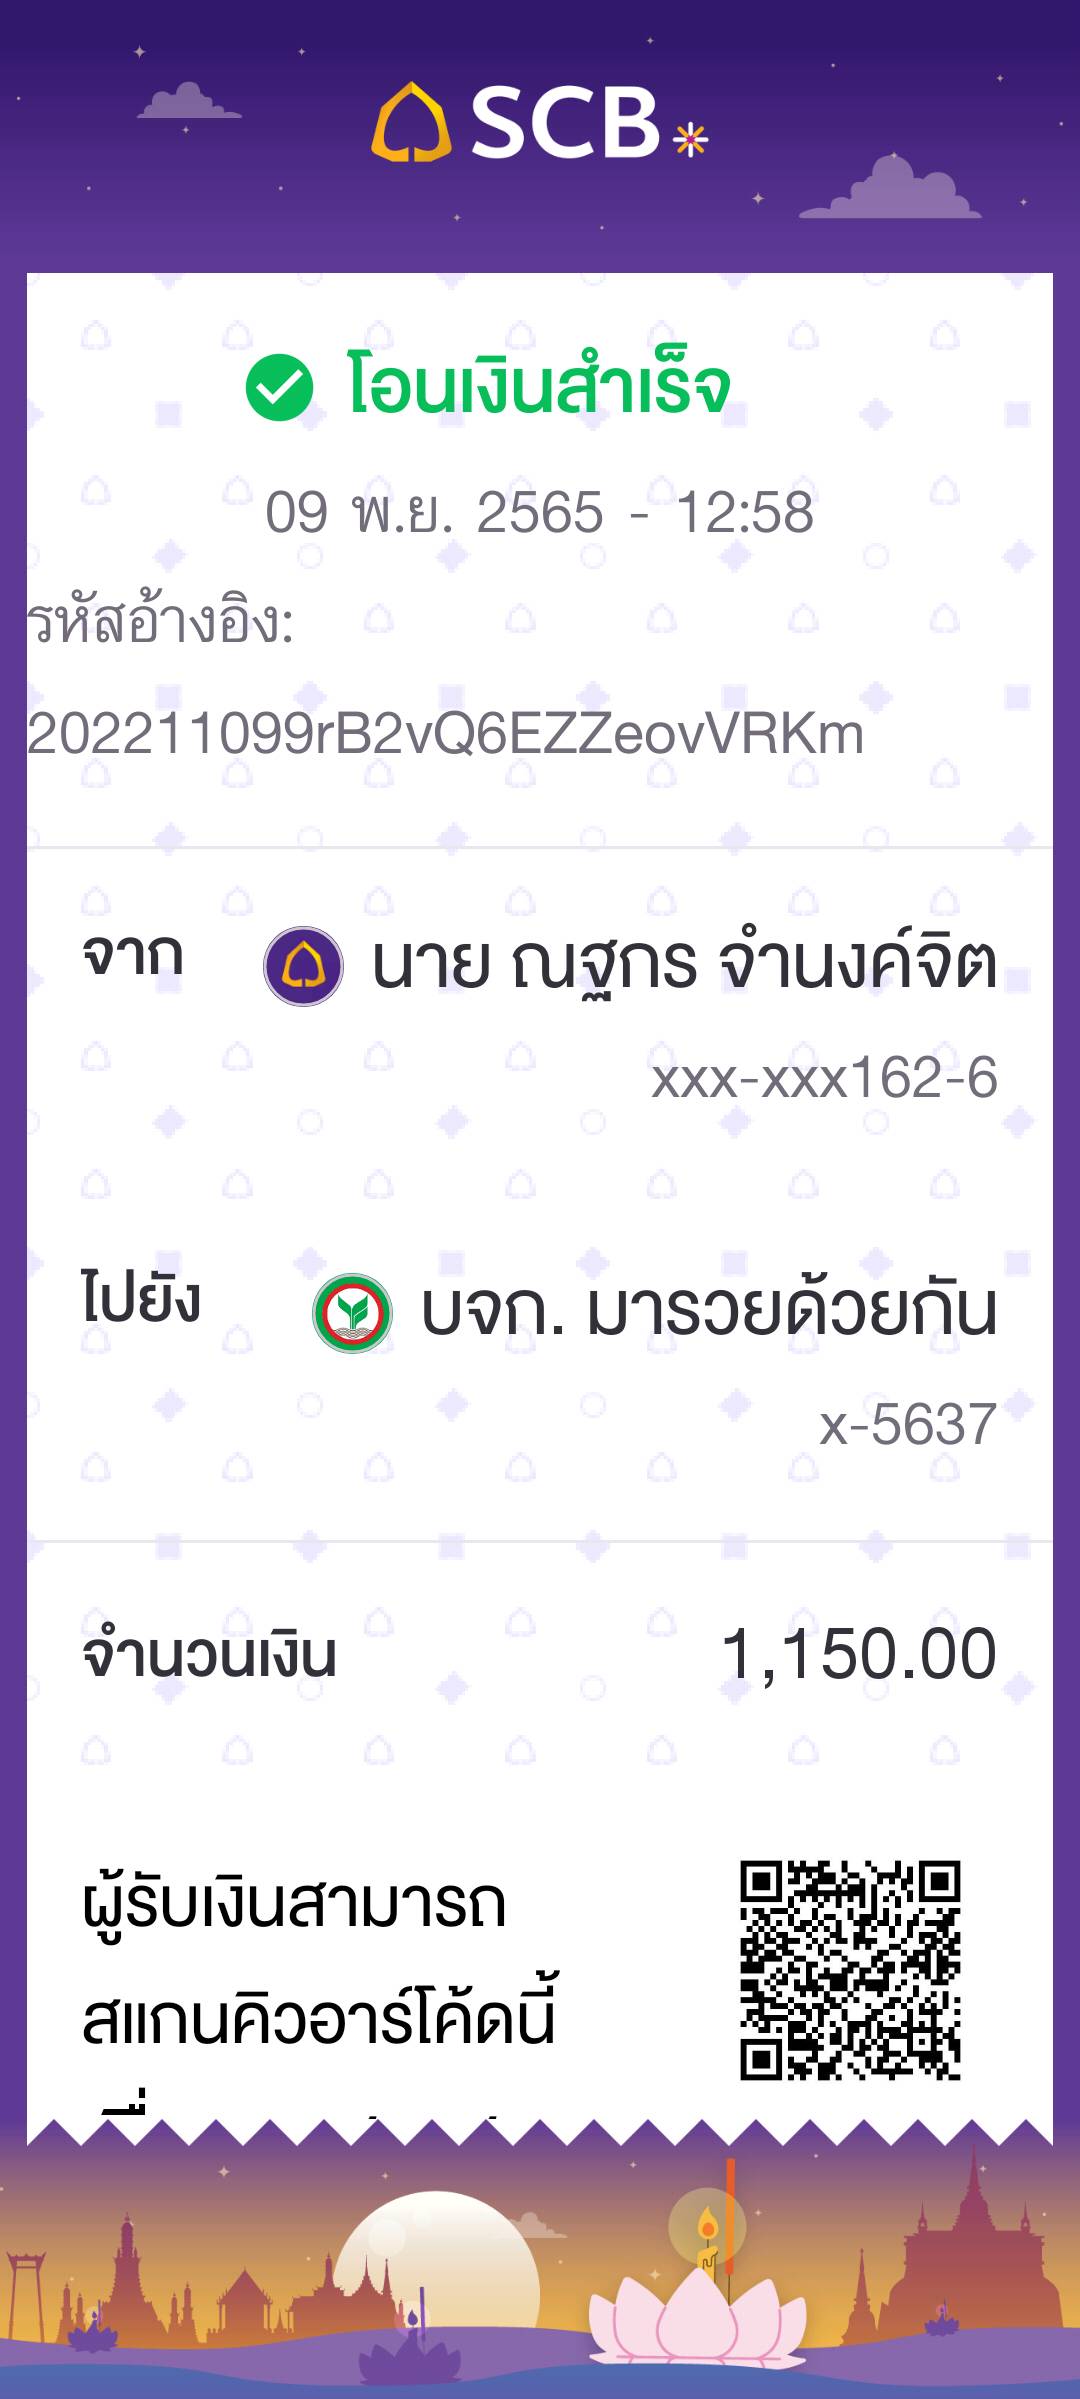 SCB
โอนเงินสำเร็จ
09 พ.ย. 2565 - 12:58
รหัสอ้างอิง:
202211099rB2vQ6EZZeovVRKm
จาก นาย ณฐกร จำนงค์จิต
xxx-xxx162-6
ไปยัง บจก. มารวยด้วยกัน
x-5637
จำนวนเงิน 1,150.00
ผู้รับเงินสามารถ
สแกนคิวอาร์โค้ดนี้